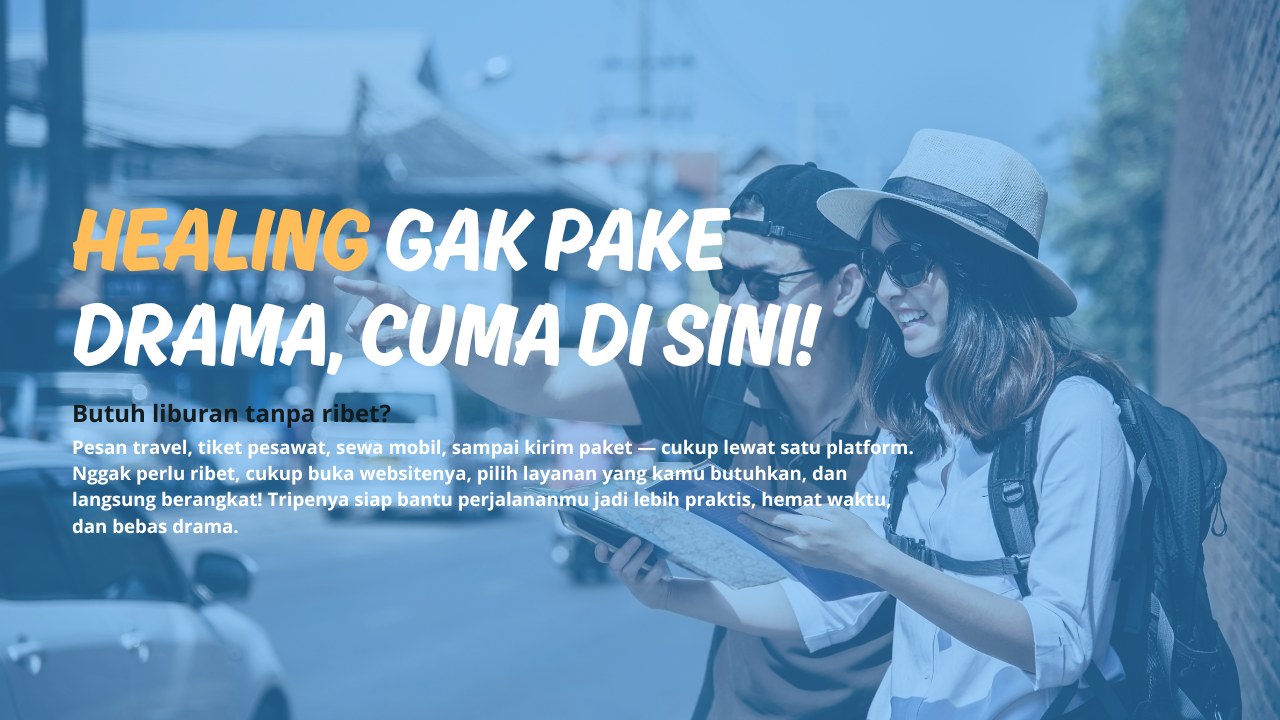 HEALING GAK PAKE
DRAMA, CUMA DI SINI!
Butuh liburan tanpa ribet?
Pesan travel, tiket pesawat, sewa mobil, sampai kirim paket — cukup lewat satu platform.
Nggak perlu ribet, cukup buka websitenya, pilih layanan yang kamu butuhkan, dan
langsung berangkat! Tripenya siap bantu perjalananmu jadi lebih praktis, hemat waktu,
dan bebas drama.